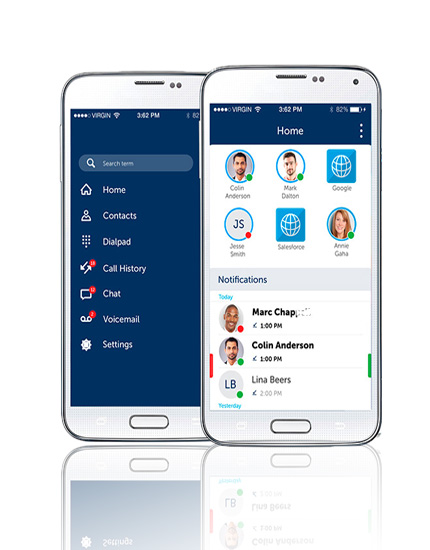 ●●●●○ VIRGIN 3:62 PM 82
Search term
Home
Contacts
Dialpad
Call History
Chat
Voicemail
Settings
●●●●○ VIRGIN 3:62 PM 82%
Home
Colin
Anderson
Mark
Dalton
Google
JS
Jesse
Smith
Salesforce
Annie
Gaha
Notifications
Today
Marc
1:00 PM
Colin Anderson
1:00 PM
LB
Lina Beers
2:00 PM
Yesterday